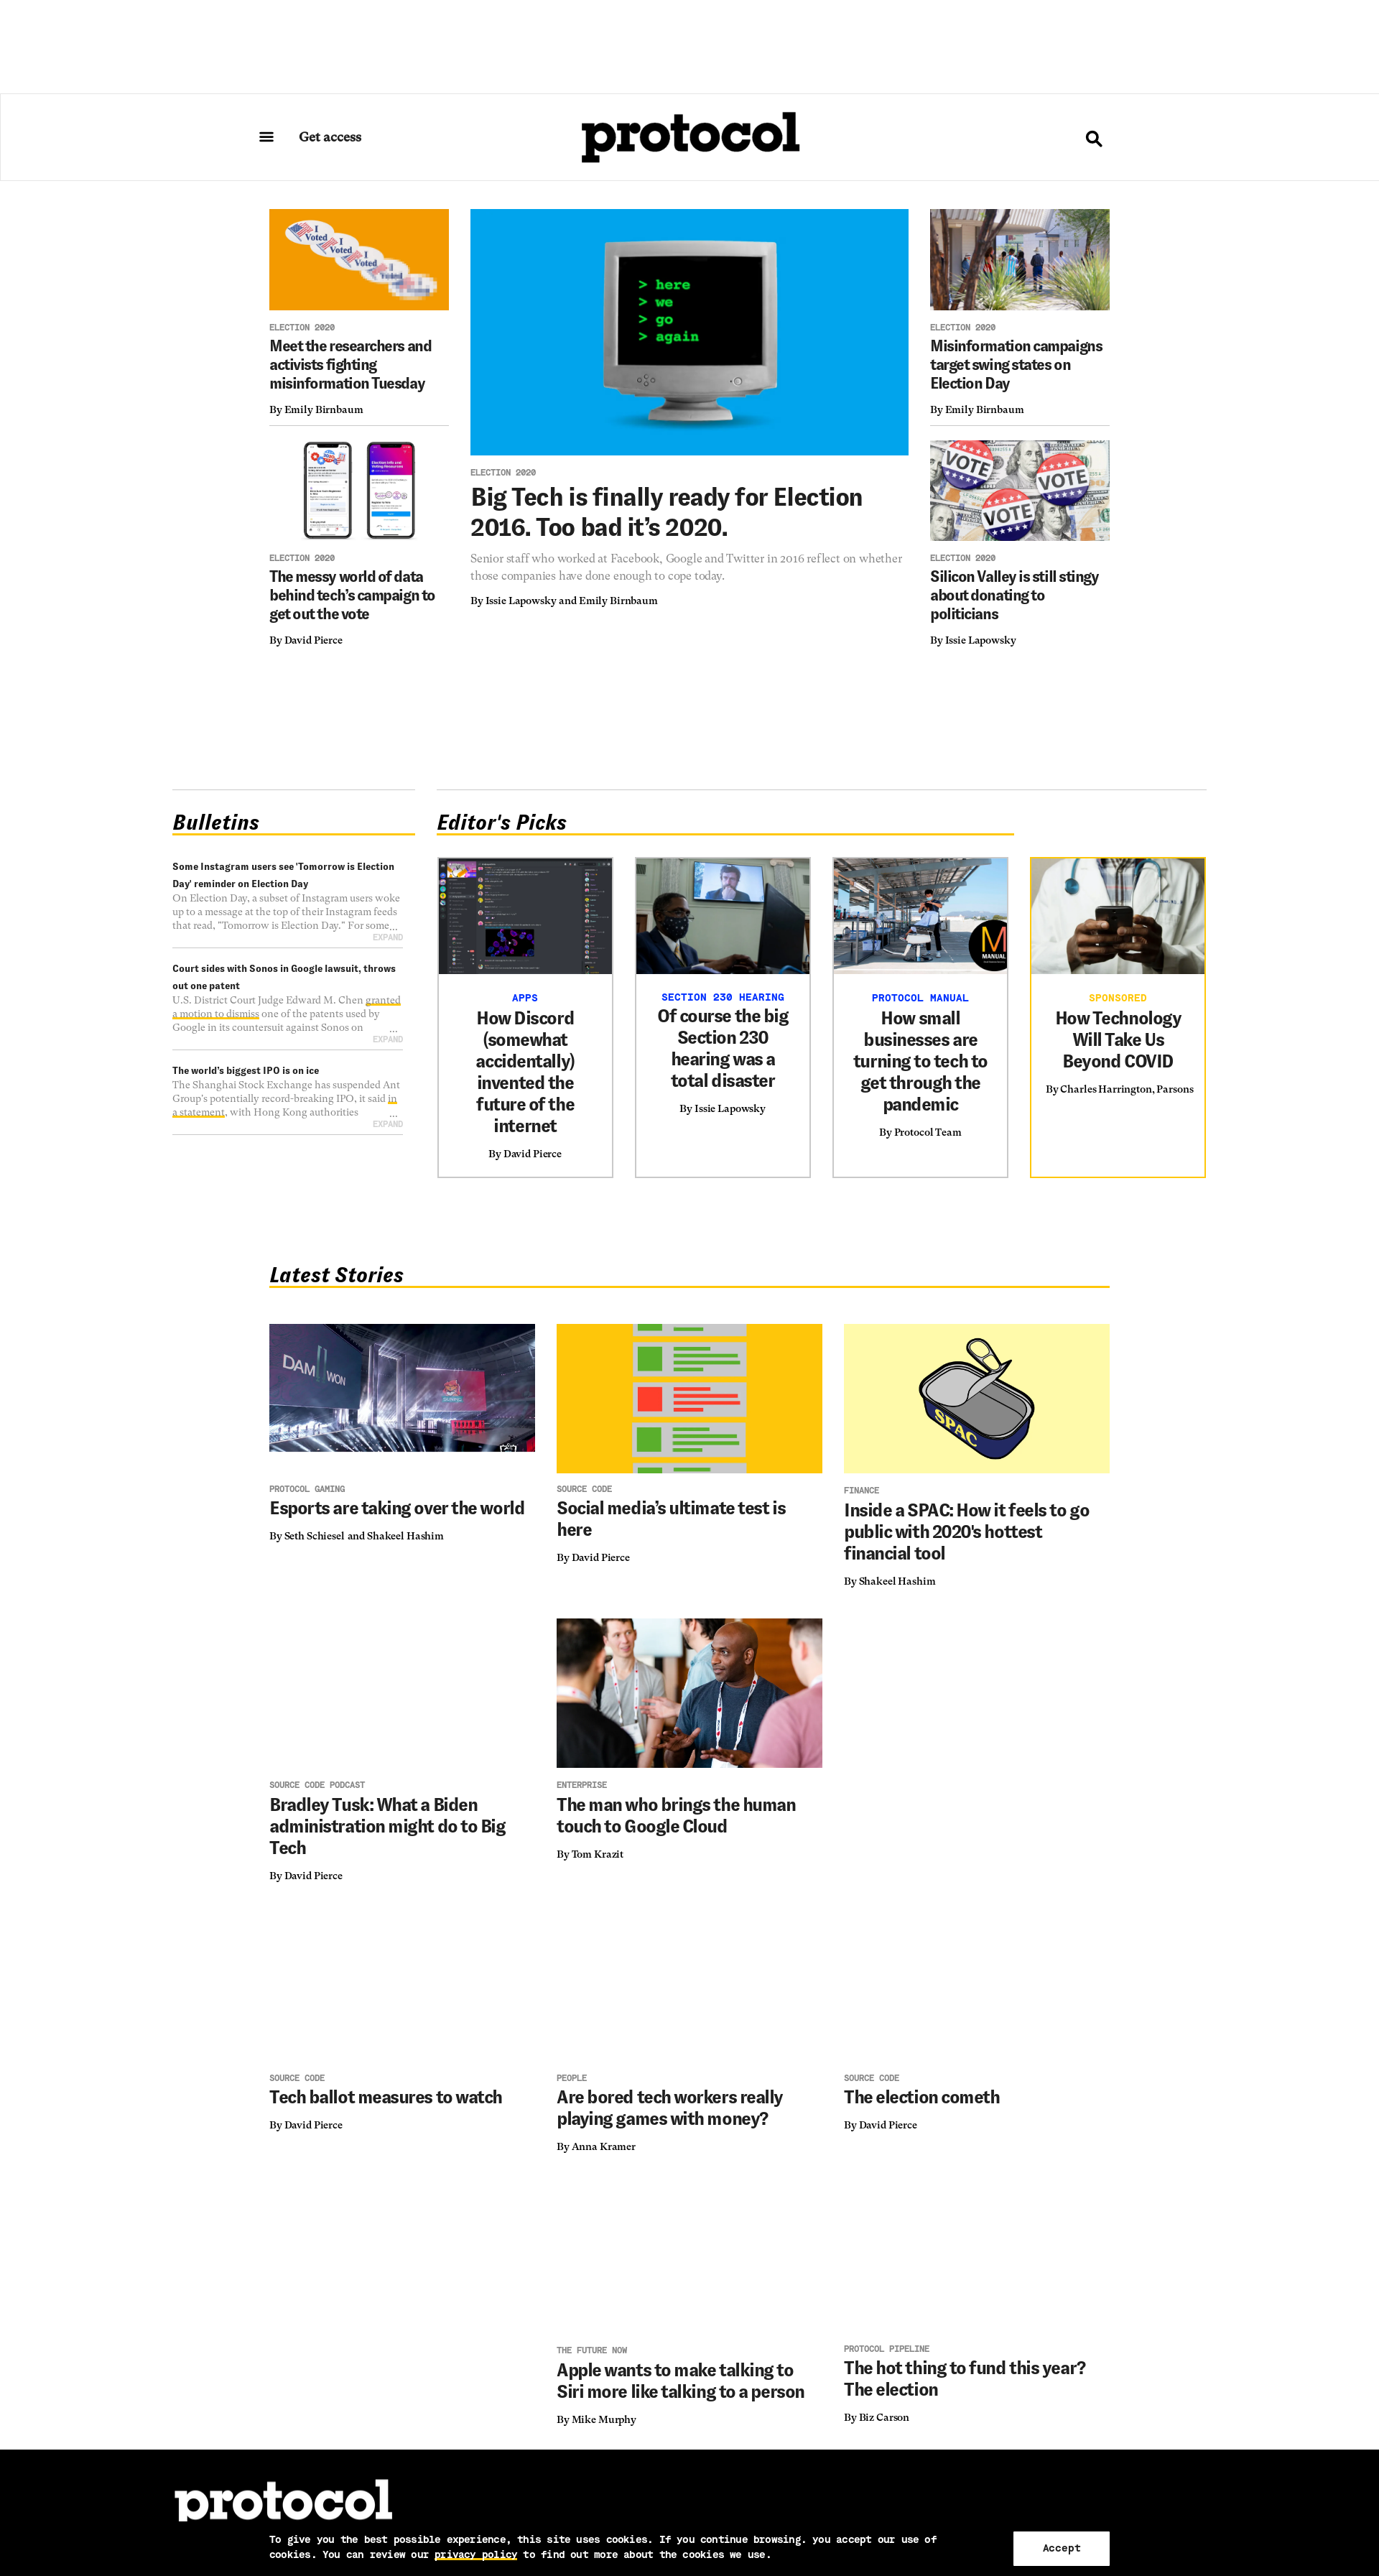 Get access
protocol
I Voted
I Voted
I Voted
I Voted
ELECTION 2020
Meet the researchers and
activists fighting
misinformation Tuesday
By Emily Birnbaum
ELECTION 2020
The messy world of data
behind tech’s campaign to
get out the vote
By David Pierce
> here
> we
> go
> again
ELECTION 2020
Big Tech is finally ready for Election
2016. Too bad it’s 2020.
Senior staff who worked at Facebook, Google and Twitter in 2016 reflect on whether
those companies have done enough to cope today.
By Issie Lapowsky and Emily Birnbaum
ELECTION 2020
Misinformation campaigns
target swing states on
Election Day
By Emily Birnbaum
VOTE
VOTE
VOTE
ELECTION 2020
Silicon Valley is still stingy
about donating to
politicians
By Issie Lapowsky
Bulletins
Some Instagram users see 'Tomorrow is Election
Day' reminder on Election Day
On Election Day, a subset of Instagram users woke
up to a message at the top of their Instagram feeds
that read, "Tomorrow is Election Day." For some...
EXPAND
Court sides with Sonos in Google lawsuit, throws
out one patent
U.S. District Court Judge Edward M. Chen granted
a motion to dismiss one of the patents used by
Google in its countersuit against Sonos on ...
EXPAND
The world’s biggest IPO is on ice
The Shanghai Stock Exchange has suspended Ant
Group's potentially record-breaking IPO, it said in
a statement, with Hong Kong authorities ...
EXPAND
Editor's Picks
APPS
How Discord
(somewhat
accidentally)
invented the
future of the
internet
By David Pierce
SECTION 230 HEARING
Of course the big
Section 230
hearing was a
total disaster
By Issie Lapowsky
M
MANUAL
PROTOCOL MANUAL
How small
businesses are
turning to tech to
get through the
pandemic
By Protocol Team
SPONSORED
How Technology
Will Take Us
Beyond COVID
By Charles Harrington, Parsons
Latest Stories
DAMWON
PROTOCOL GAMING
Esports are taking over the world
By Seth Schiesel and Shakeel Hashim
SOURCE CODE
Social media’s ultimate test is
here
By David Pierce
SPAC
FINANCE
Inside a SPAC: How it feels to go
public with 2020's hottest
financial tool
By Shakeel Hashim
SOURCE CODE PODCAST
Bradley Tusk: What a Biden
administration might do to Big
Tech
By David Pierce
ENTERPRISE
The man who brings the human
touch to Google Cloud
By Tom Krazit
SOURCE CODE
Tech ballot measures to watch
By David Pierce
PEOPLE
Are bored tech workers really
playing games with money?
By Anna Kramer
SOURCE CODE
The election cometh
By David Pierce
THE FUTURE NOW
Apple wants to make talking to
Siri more like talking to a person
By Mike Murphy
PROTOCOL PIPELINE
The hot thing to fund this year?
The election
By Biz Carson
protocol
To give you the best possible experience, this site uses cookies. If you continue browsing. you accept our use of
cookies. You can review our privacy policy to find out more about the cookies we use.
Accept